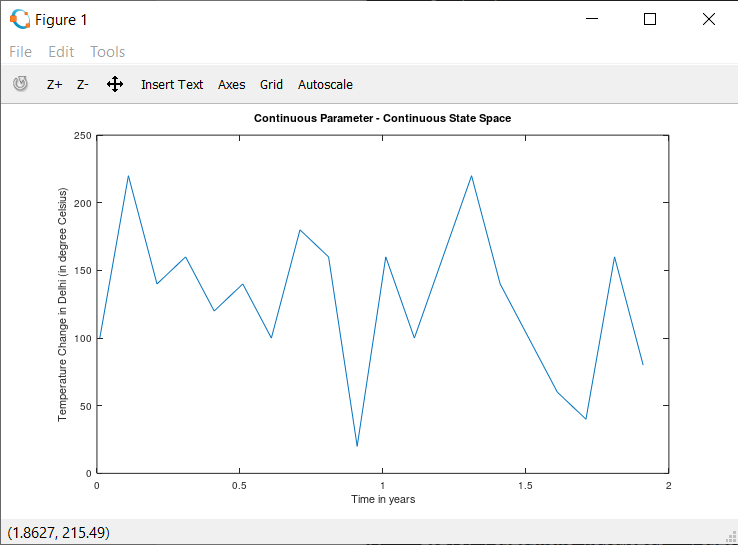 Figure 1
File Edit Tools
Z+ Z- Insert Text Axes Grid Autoscale
Continuous Parameter - Continuous State Space
Temperature Change in Delhi (in degree Celsius)
250
200
150
100
50
0
0 0.5 1 1.5 2
Time in years
(1.8627, 215.49)